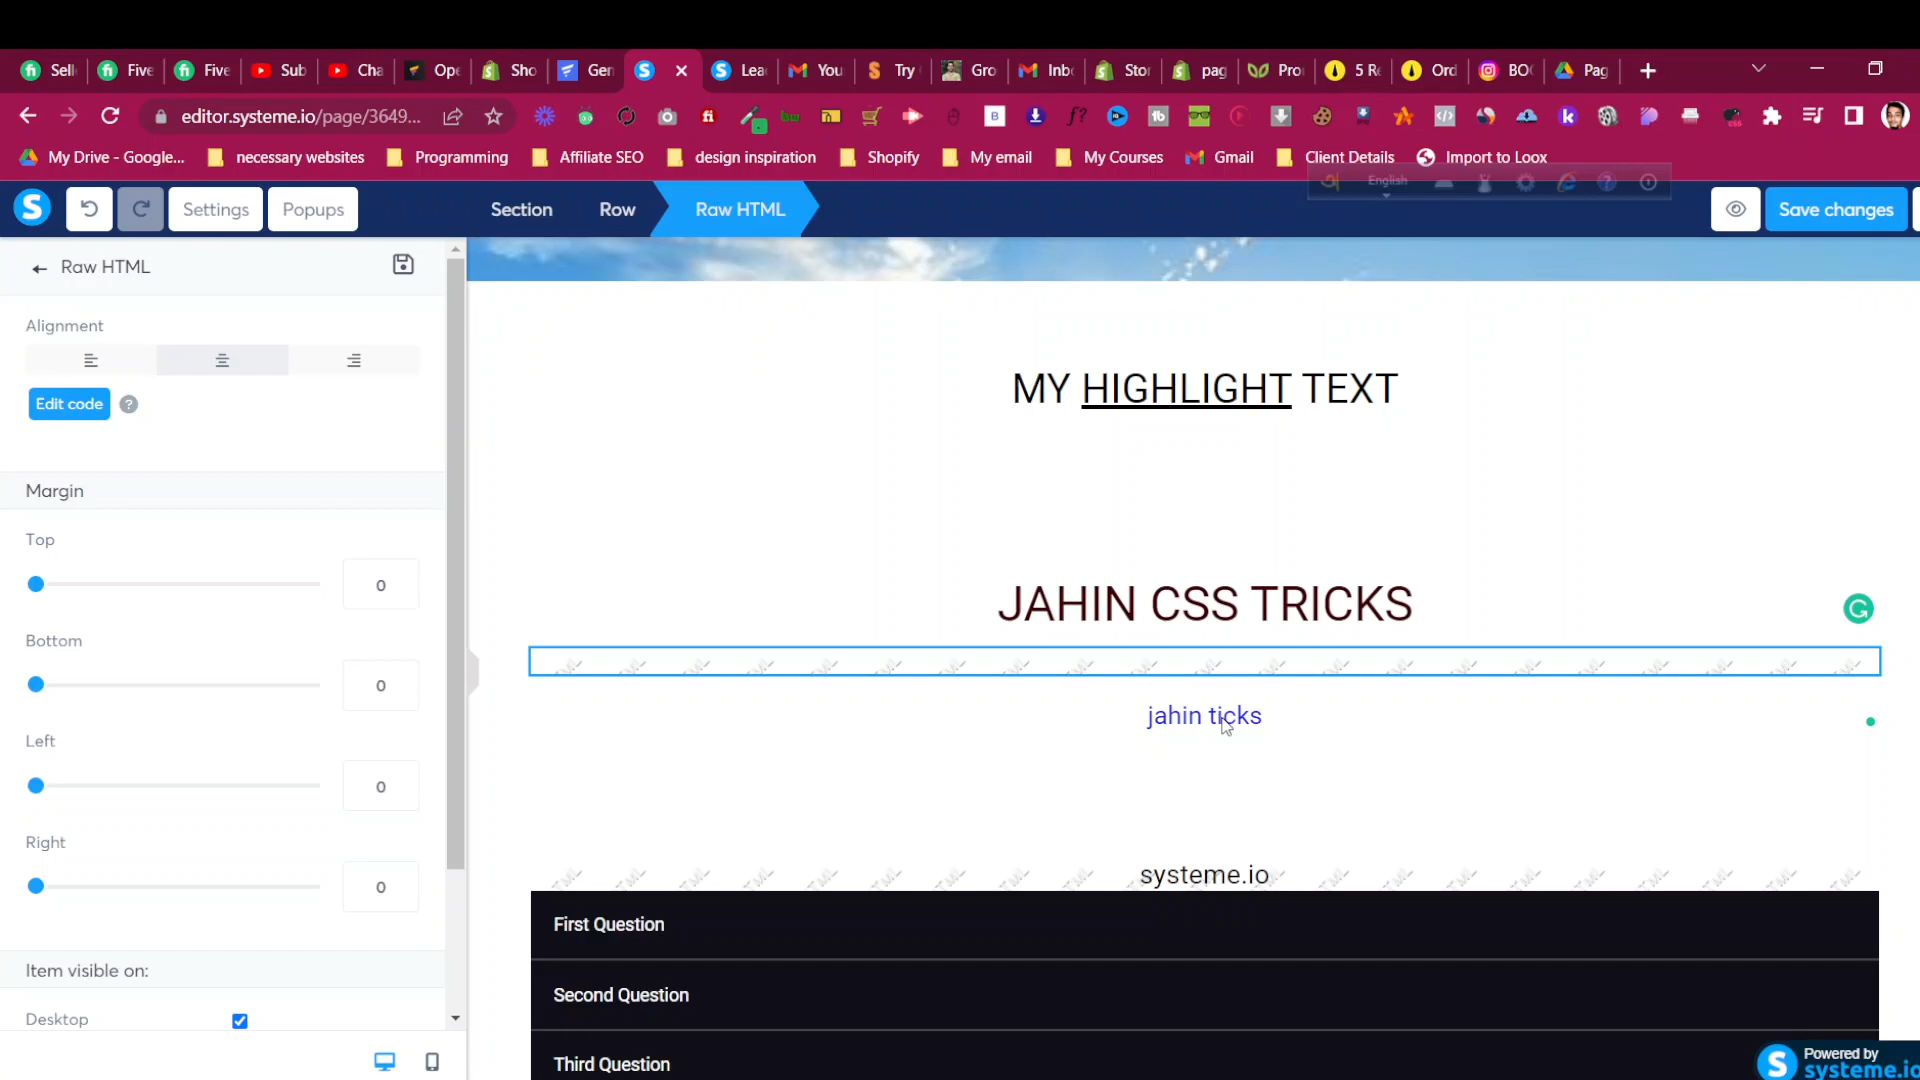 Sell
Five
Five
Sub
Cha
Ope
Sho
Gen
Lea
You
Try
Gro
Inbo
Stor
pag
Pro
5 Re
Ord
BO
Pag
editor.systeme.io/page/3649...
My Drive - Google...
necessary websites
Programming
Affiliate SEO
design inspiration
Shopify
My email
My Courses
Gmail
Client Details
Import to Loox
English
Settings
Popups
Section
Row
Raw HTML
Save changes
Raw HTML
Alignment
Edit code
Margin
Top
0
Bottom
0
Left
0
Right
0
Item visible on:
Desktop
MY HIGHLIGHT TEXT
JAHIN CSS TRICKS
jahin ticks
systeme.io
First Question
Second Question
Third Question
Powered by
systeme.io